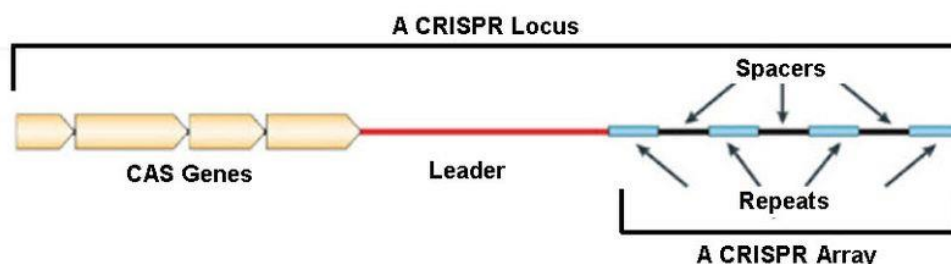 A CRISPR Locus
Spacers
CAS Genes
Leader
Repeats
A CRISPR Array